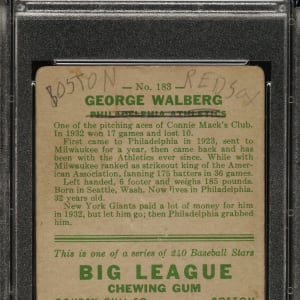 BOSTON REDSOX
— No. 183 —
GEORGE WALBERG
PHILADELPHIA ATHLETICS
One of the pitching aces of Connie Mack's Club.
In 1932 won 17 games and lost 10.
First came to Philadelphia in 1923, sent to
Milwaukee for a year, then came back and has
been with the Athletics ever since. While with
Milwaukee ranked as strikeout king of the Amer-
ican Association, fanning 175 batters in 36 games.
Left handed, 6 footer and weighs 185 pounds.
Born in Seattle, Wash. Now lives in Philadelphia.
32 years old.
New York Giants paid a lot of money for him
in 1932, but let him go; then Philadelphia grabbed
him.
This is one of a series of 240 Baseball Stars
BIG LEAGUE
CHEWING GUM